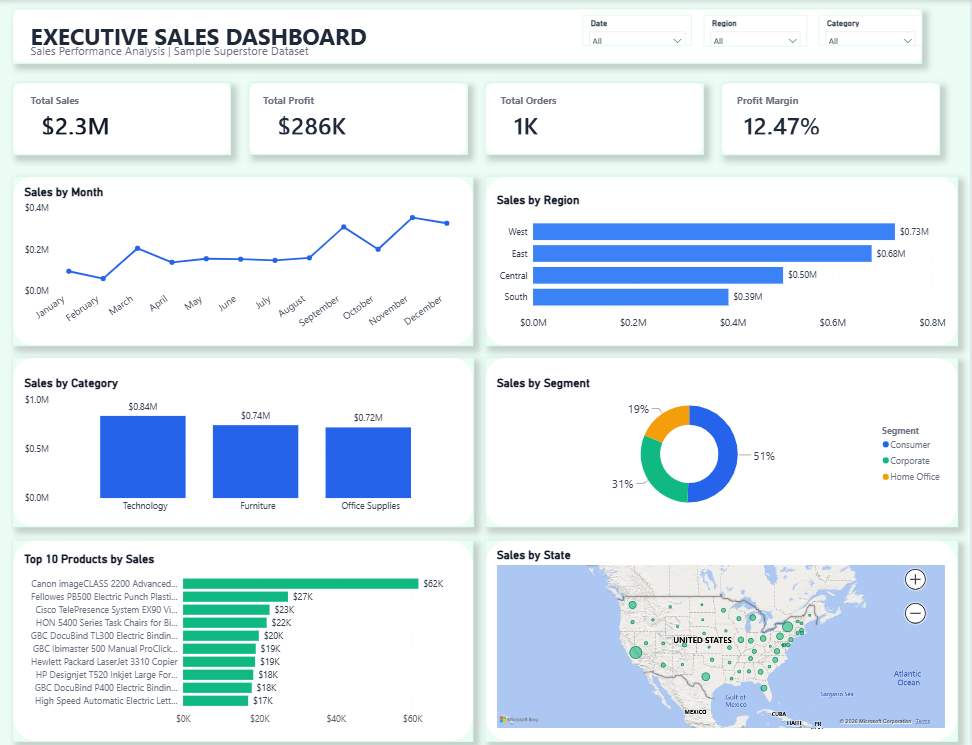 EXECUTIVE SALES DASHBOARD
Sales Performance Analysis | Sample Superstore Dataset
Date
All
Region
All
Category
All
Total Sales
$2.3M
Total Profit
$286K
Total Orders
1K
Profit Margin
12.47%
Sales by Month
$0.4M
$0.2M
$0.0M
January
February
March
April
May
June
July
August
September
October
November
December
Sales by Region
West
$0.73M
East
$0.68M
Central
$0.50M
South
$0.39M
$0.0M
$0.2M
$0.4M
$0.6M
$0.8M
Sales by Category
$1.0M
$0.5M
$0.0M
$0.84M
$0.74M
$0.72M
Technology
Furniture
Office Supplies
Sales by Segment
19%
51%
31%
Segment
Consumer
Corporate
Home Office
Top 10 Products by Sales
Canon imageCLASS 2200 Advanced... $62K
Fellowes PB500 Electric Punch Plasti... $27K
Cisco TelePresence System EX90 Vi... $23K
HON 5400 Series Task Chairs for Bi... $22K
GBC DocuBind TL300 Electric Bindin... $20K
GBC Ibimaster 500 Manual ProClick... $19K
Hewlett Packard LaserJet 3310 Copier $19K
HP Designjet T520 Inkjet Large For... $18K
GBC DocuBind P400 Electric Bindin... $18K
High Speed Automatic Electric Lett... $17K
$0K
$20K
$40K
$60K
Sales by State
UNITED STATES
Atlantic
Ocean
Gulf of
Mexico
Sargasso Sea
MEXICO
CUBA
HAITI
PR
Microsoft Bing
© 2026 Microsoft Corporation
Terms